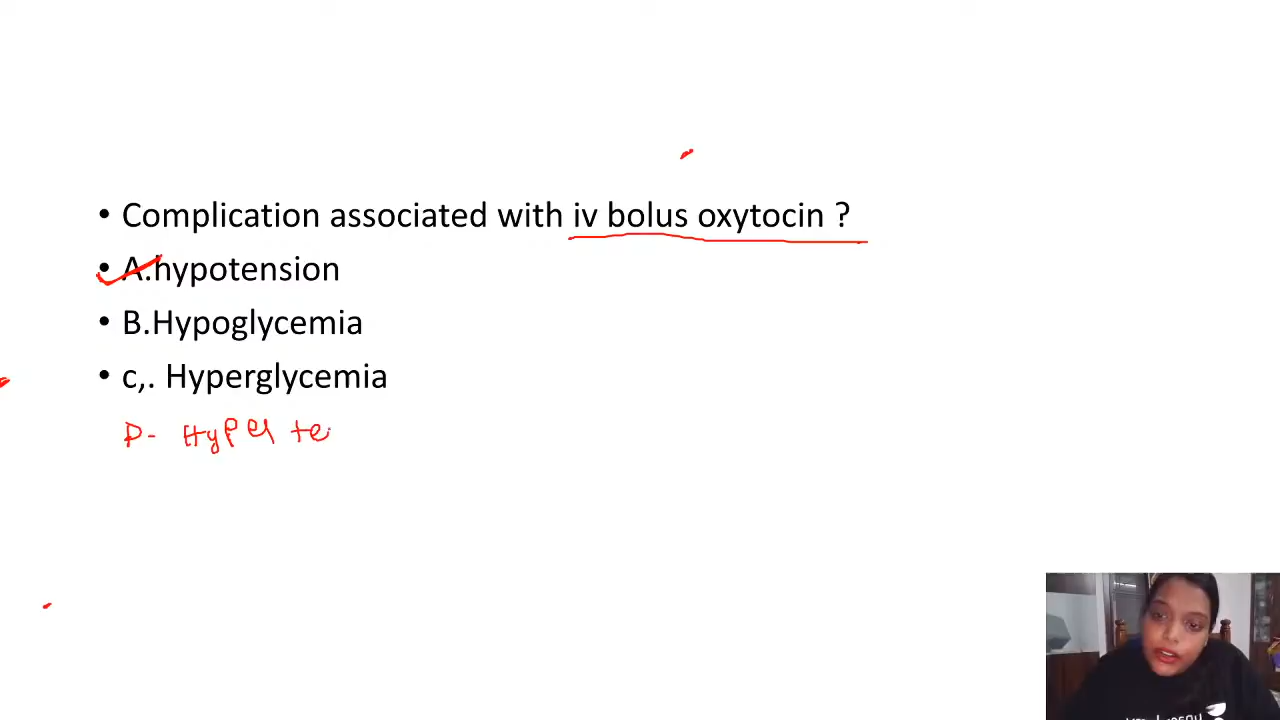 • Complication associated with iv bolus oxytocin ?
• A.hypotension
• B.Hypoglycemia
• c,. Hyperglycemia
D- Hyper te